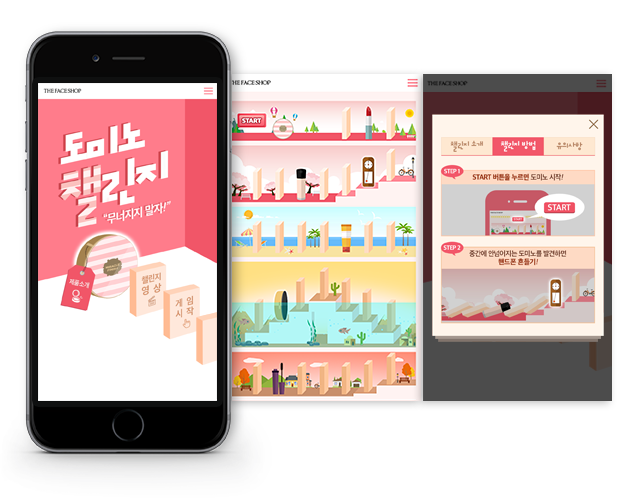 THE FACE SHOP
도미노
챌린지
"무너지지 말자!"
제품소개
챌린지
영상
게임
시작
THE FACE SHOP
START
THE FACE SHOP
챌린지 소개
챌린지 방법
유의사항
STEP 1
START 버튼을 누르면 도미노 시작!
START
STEP 2
중간에 안넘어지는 도미노를 발견하면
핸드폰 흔들기!